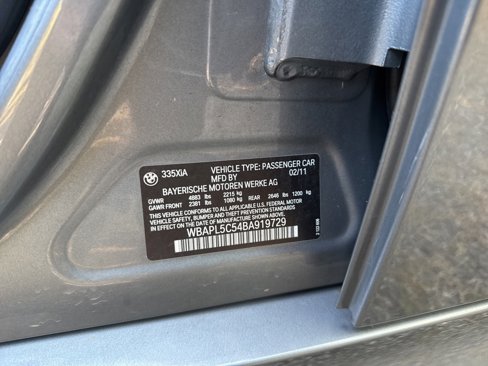 335XiA
VEHICLE TYPE: PASSENGER CAR
MFD BY 02/11
BAYERISCHE MOTOREN WERKE AG
GVWR 4883 lbs 2215 kg
GAWR FRONT 2381 lbs 1080 kg REAR 2646 lbs 1200 kg
THIS VEHICLE CONFORMS TO ALL APPLICABLE U.S. FEDERAL MOTOR
SAFETY, BUMPER AND THEFT PREVENTION STANDARDS
IN EFFECT ON THE DATE OF MANUFACTURE SHOWN ABOVE.
WBAPL5C54BA919729